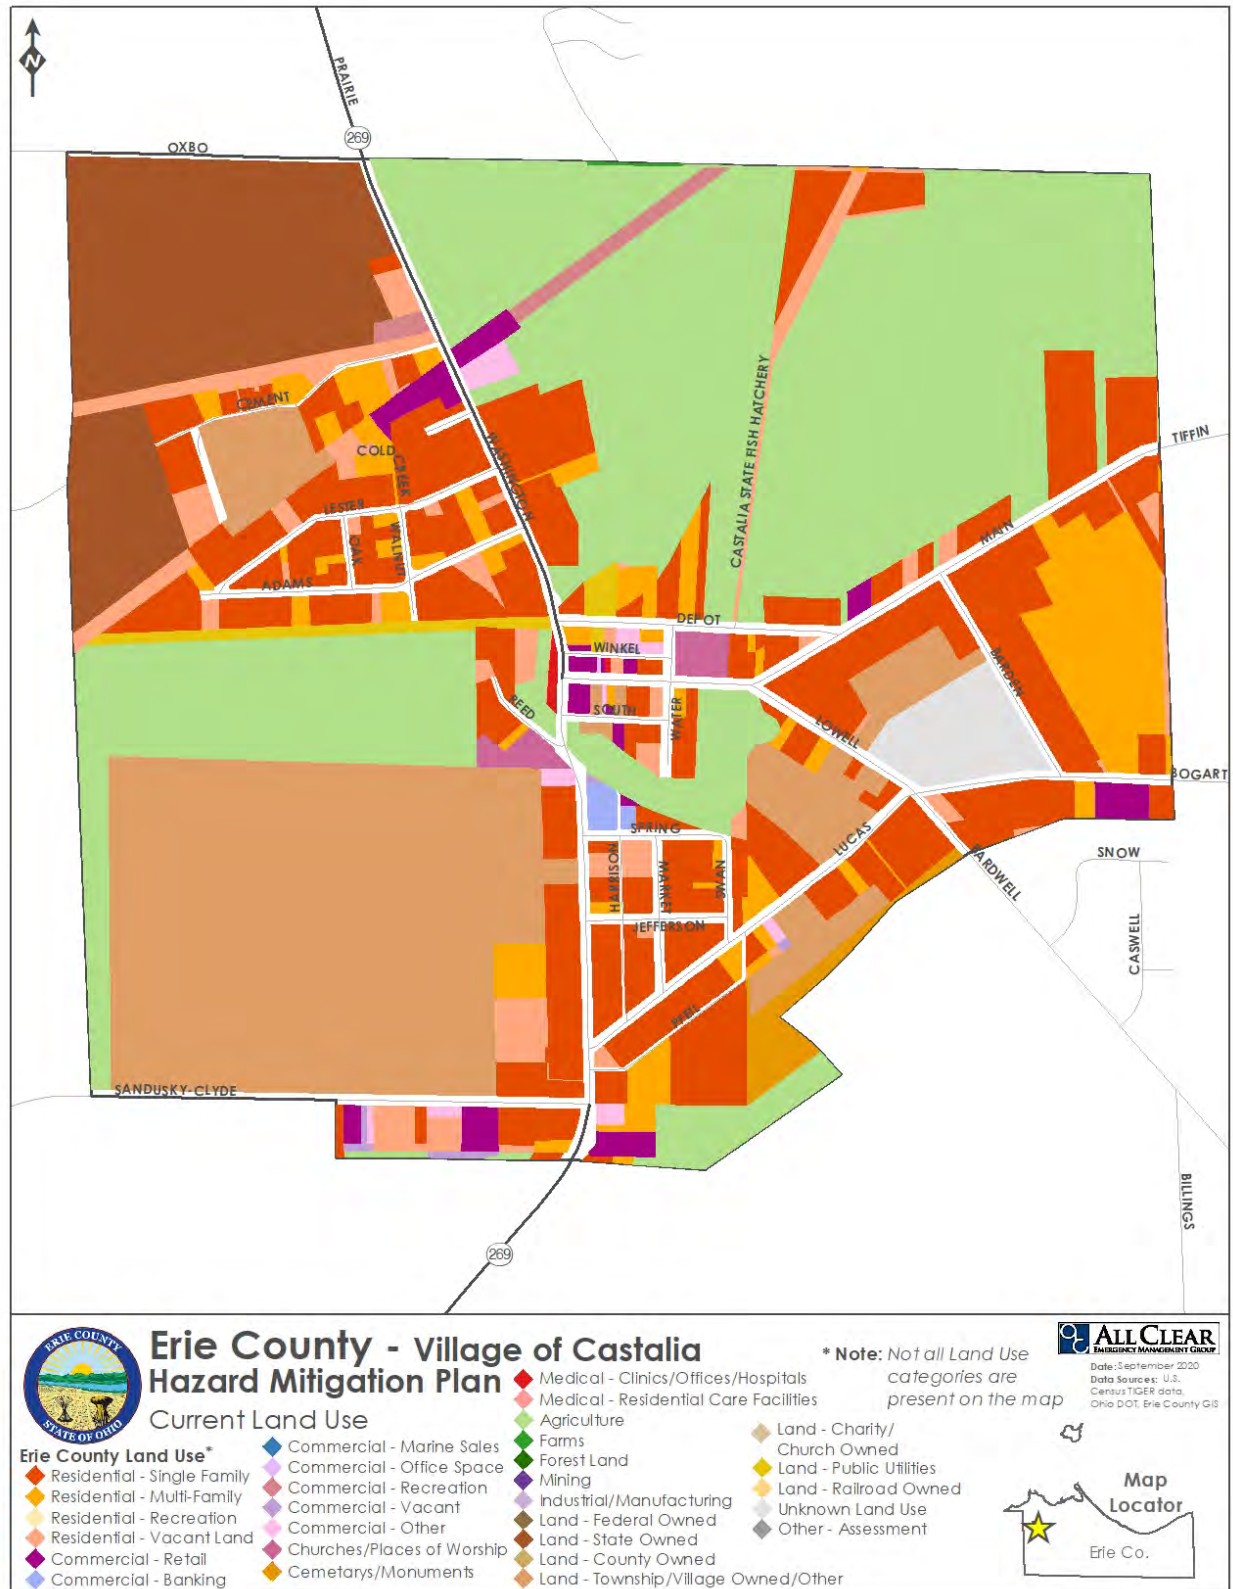 N
PRAIRIE
269
OXBO
CEMENT
COLD
CREEK
WASHINGTON
CASTALIA STATE FISH HATCHERY
TIFFIN
LESTER
OAK
WALNUT
MAIN
ADAMS
DEPOT
WINKEL
BARDEN
REED
SOUTH
WATER
LOWELL
BOGART
SPRING
LUCAS
HARRISON
MARKET
SWAN
BARDWELL
SNOW
JEFFERSON
CASWELL
SANDUSKY-CLYDE
BILLINGS
269
ERIE COUNTY
STATE OF OHIO
Erie County - Village of Castalia
Hazard Mitigation Plan
Current Land Use
Erie County Land Use*
Residential - Single Family
Residential - Multi-Family
Residential - Recreation
Residential - Vacant Land
Commercial - Retail
Commercial - Banking
Commercial - Marine Sales
Commercial - Office Space
Commercial - Recreation
Commercial - Vacant
Commercial - Other
Churches/Places of Worship
Cemetarys/Monuments
Medical - Clinics/Offices/Hospitals
Medical - Residential Care Facilities
Agriculture
Farms
Forest Land
Mining
Industrial/Manufacturing
Land - Federal Owned
Land - State Owned
Land - County Owned
Land - Township/Village Owned/Other
Land - Charity/
Church Owned
Land - Public Utilities
Land - Railroad Owned
Unknown Land Use
Other - Assessment
* Note: Not all Land Use
categories are
present on the map
ALL CLEAR
EMERGENCY MANAGEMENT GROUP
Date: September 2020
Data Sources: U.S.
Census TIGER data,
Ohio DOT, Erie County GIS
Map
Locator
Erie Co.